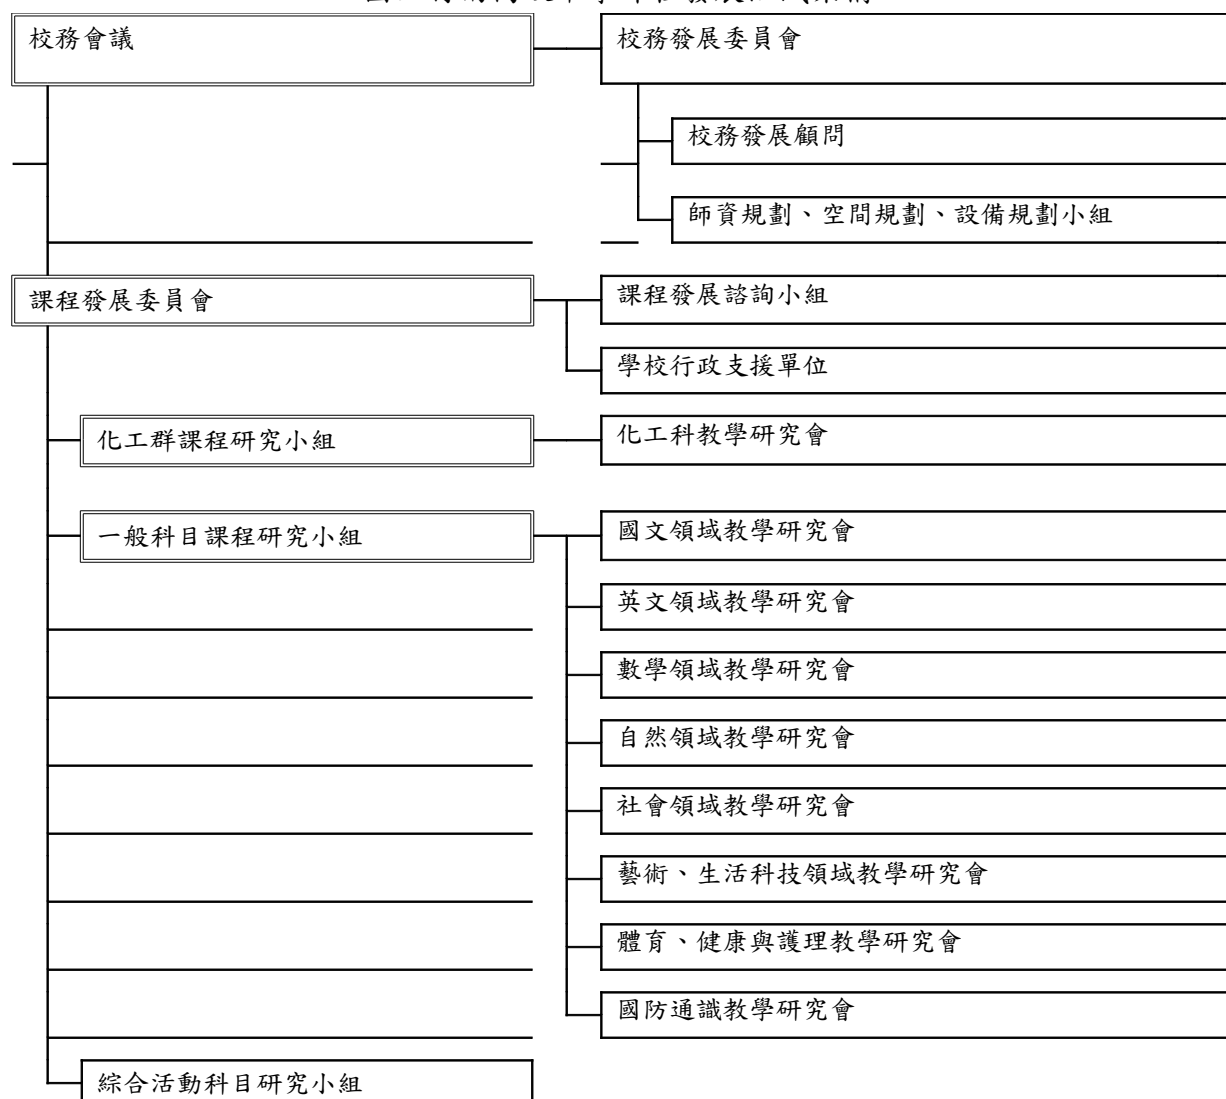 校務會議
校務發展委員會
校務發展顧問
師資規劃、空間規劃、設備規劃小組
課程發展委員會
課程發展諮詢小組
學校行政支援單位
化工群課程研究小組
化工科教學研究會
一般科目課程研究小組
國文領域教學研究會
英文領域教學研究會
數學領域教學研究會
自然領域教學研究會
社會領域教學研究會
藝術、生活科技領域教學研究會
體育、健康與護理教學研究會
國防通識教學研究會
綜合活動科目研究小組